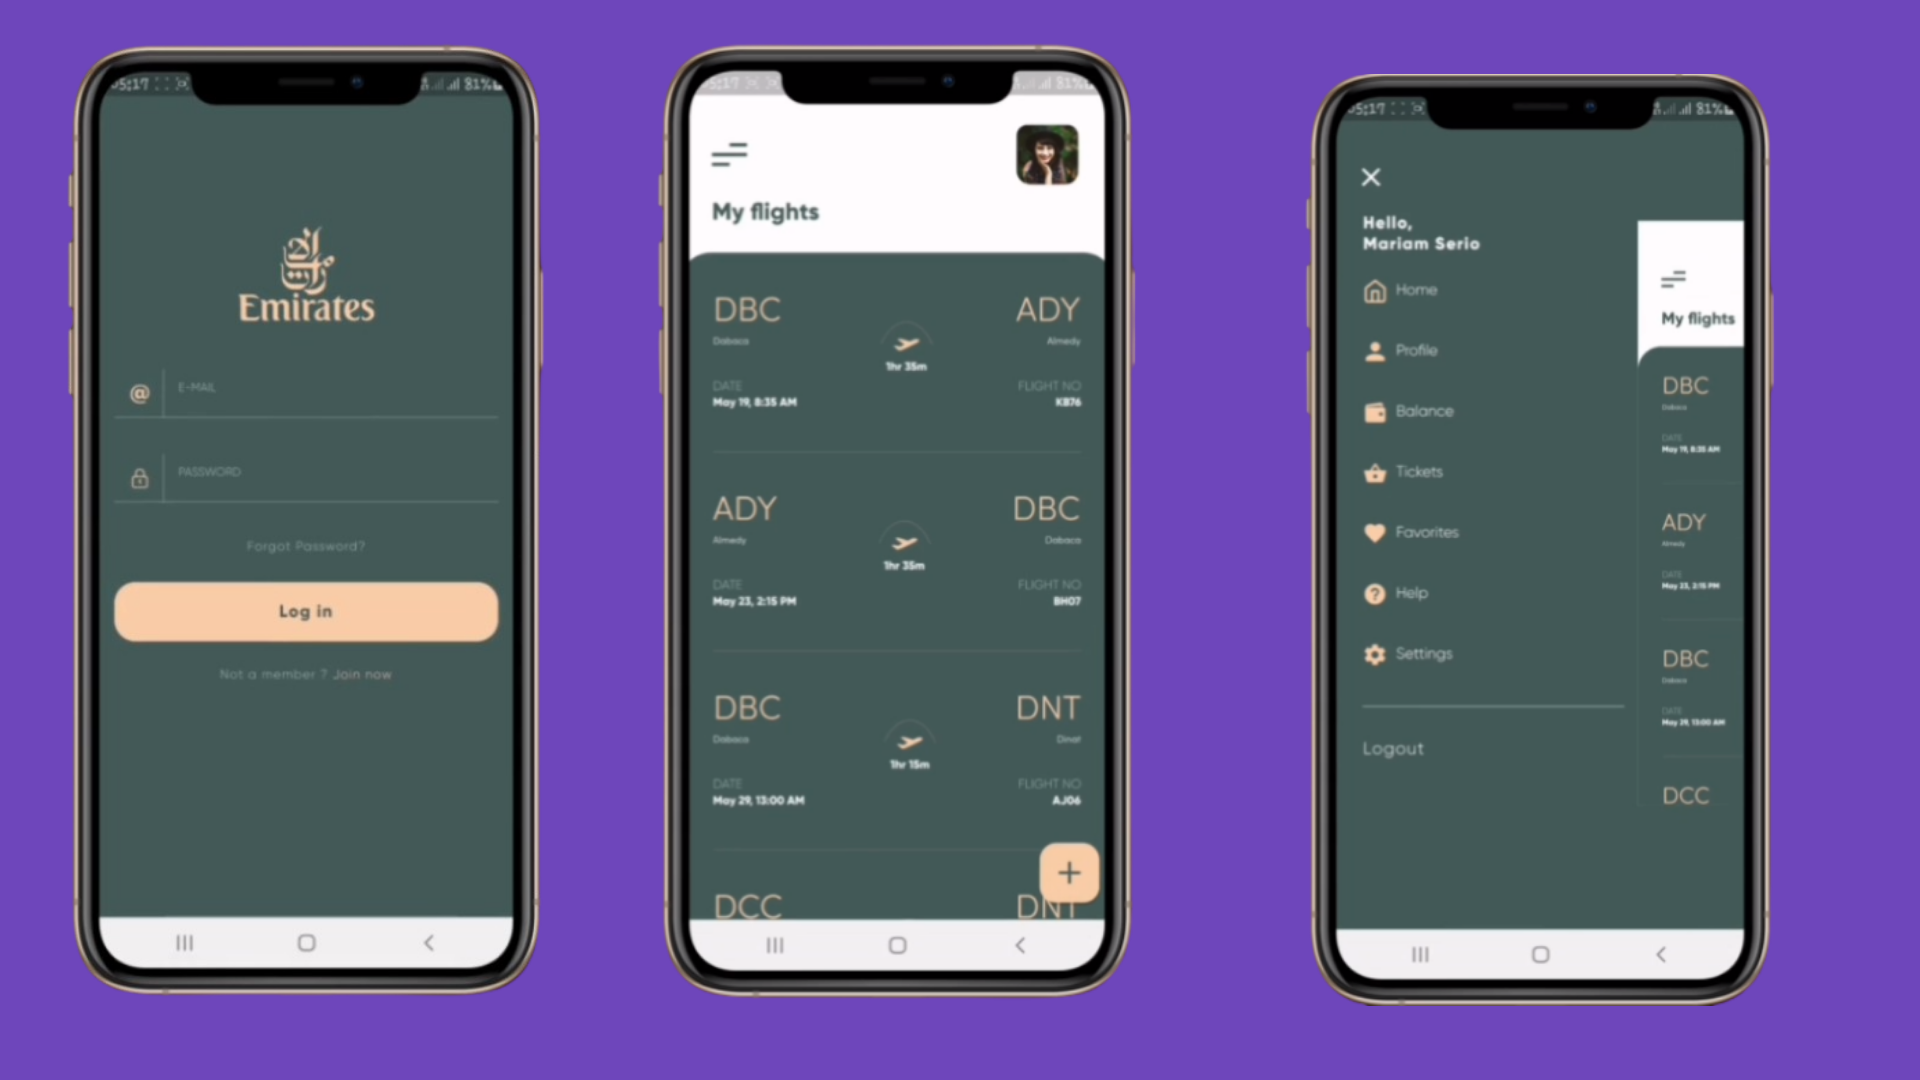 05:17
81%
Emirates
@
E-MAIL
PASSWORD
Forgot Password?
Log in
Not a member ? Join now
05:17
81%
My flights
DBC
ADY
Dabaca
Almedy
1hr 35m
DATE
FLIGHT NO
May 19, 8:35 AM
KB76
ADY
DBC
Almedy
Dabaca
1hr 35m
DATE
FLIGHT NO
May 23, 2:15 PM
BH07
DBC
DNT
Dabaca
Dinat
1hr 15m
DATE
FLIGHT NO
May 29, 13:00 AM
AJ06
+
DCC
DNT
05:17
81%
Hello,
Mariam Serio
Home
Profile
Balance
Tickets
Favorites
Help
Settings
Logout
My flights
DBC
Dabaca
DATE
May 19, 8:35 AM
ADY
Almedy
DATE
May 23, 2:15 PM
DBC
Dabaca
DATE
May 29, 13:00 AM
DCC